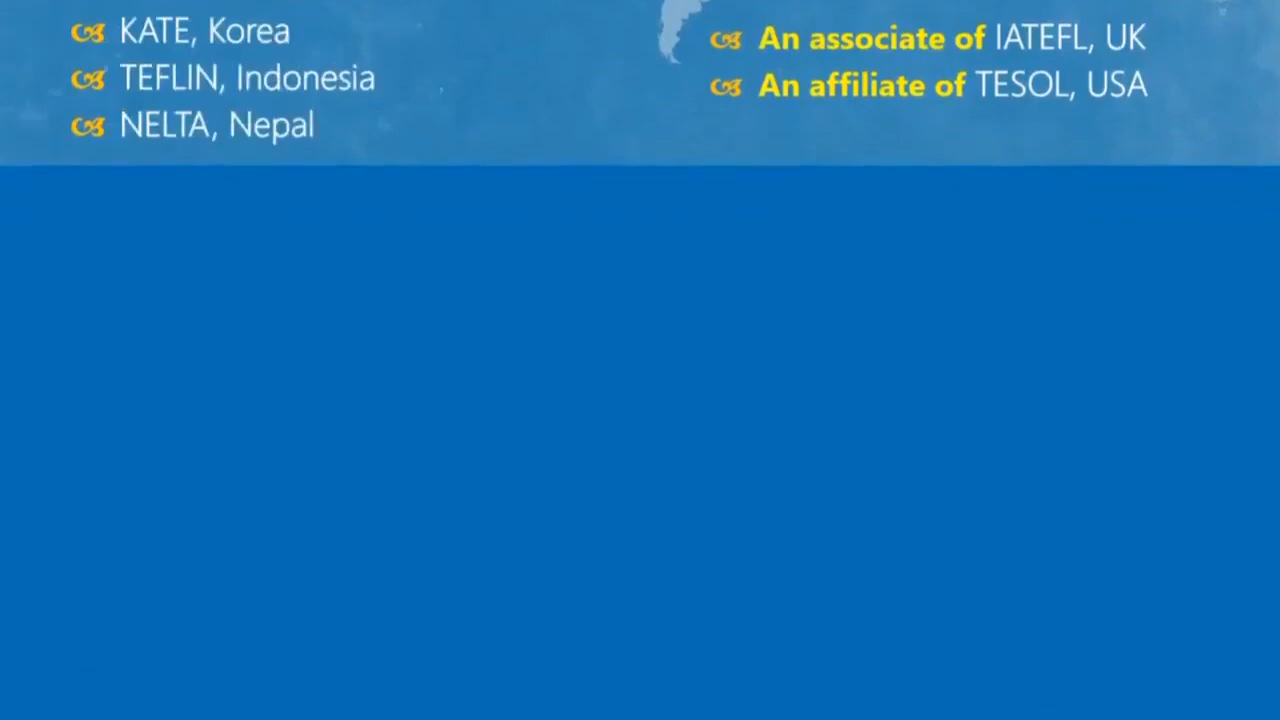 KATE, Korea
TEFLIN, Indonesia
NELTA, Nepal
An associate of IATEFL, UK
An affiliate of TESOL, USA